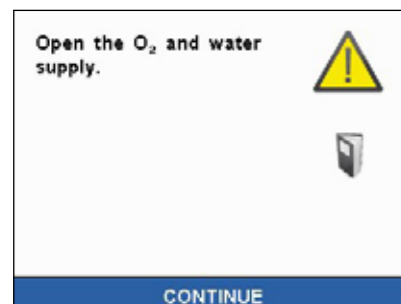 Open the O₂ and water
supply.
CONTINUE